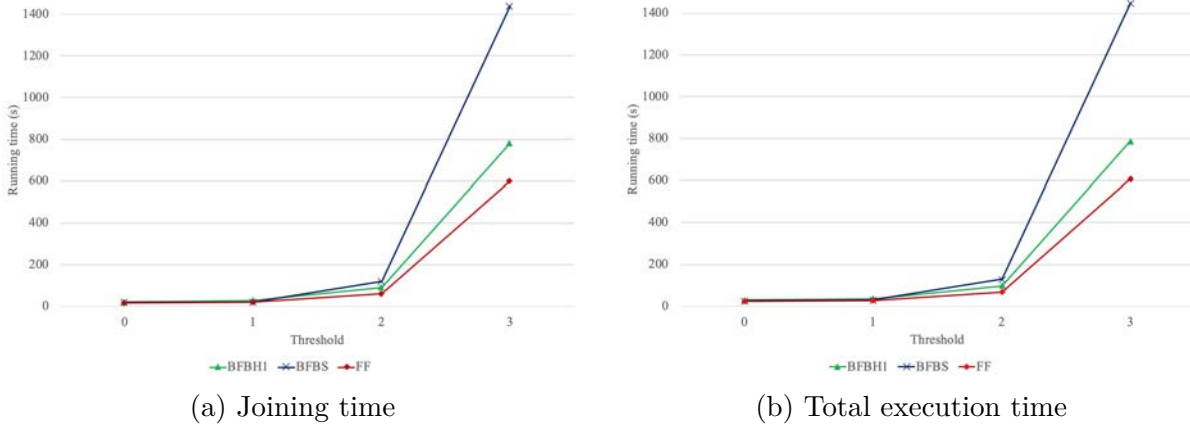 1400
1200
1000
800
600
400
200
0
Running time (s)
0 1 2 3
Threshold
BFBH1 BFBS FF
(a) Joining time
1400
1200
1000
800
600
400
200
0
Running time (s)
0 1 2 3
Threshold
BFBH1 BFBS FF
(b) Total execution time